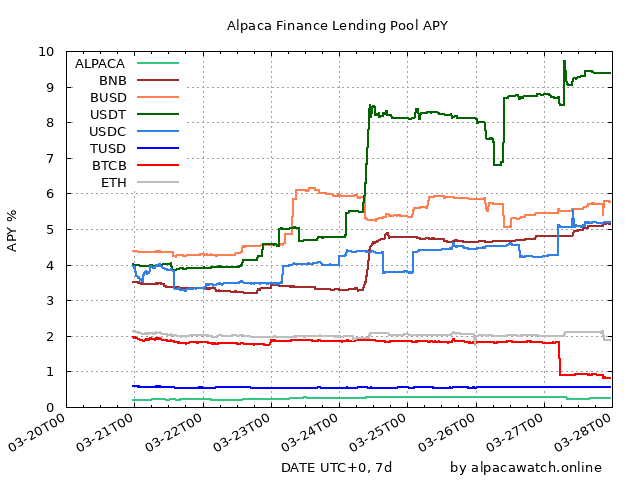 Alpaca Finance Lending Pool APY
APY %
10
9
8
7
6
5
4
3
2
1
0
ALPACA
BNB
BUSD
USDT
USDC
TUSD
BTCB
ETH
03-20T00
03-21T00
03-22T00
03-23T00
03-24T00
03-25T00
03-26T00
03-27T00
03-28T00
DATE UTC+0, 7d
by alpacawatch.online